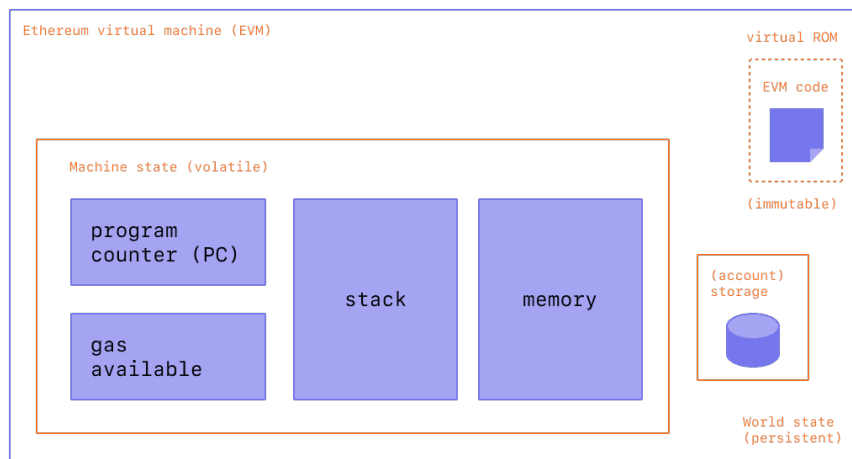 Ethereum virtual machine (EVM)
virtual ROM
EVM code
(immutable)
Machine state (volatile)
program
counter (PC)
gas
available
stack
memory
(account)
storage
World state
(persistent)